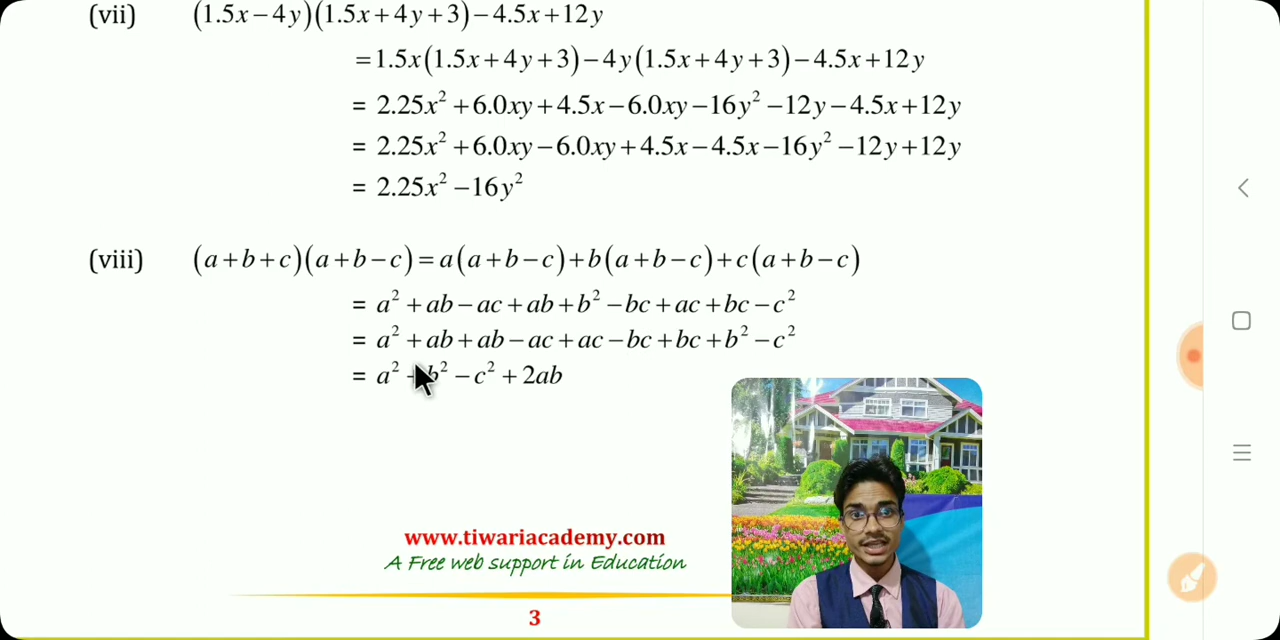 (vii) (1.5x−4y)(1.5x+4y+3)−4.5x+12y
=1.5x(1.5x+4y+3)−4y(1.5x+4y+3)−4.5x+12y
= 2.25x²+6.0xy+4.5x−6.0xy−16y²−12y−4.5x+12y
= 2.25x²+6.0xy−6.0xy+4.5x−4.5x−16y²−12y+12y
= 2.25x²−16y²
(viii) (a+b+c)(a+b−c)=a(a+b−c)+b(a+b−c)+c(a+b−c)
= a²+ab−ac+ab+b²−bc+ac+bc−c²
= a²+ab+ab−ac+ac−bc+bc+b²−c²
= a²+b²−c²+2ab
www.tiwariacademy.com
A Free web support in Education
3